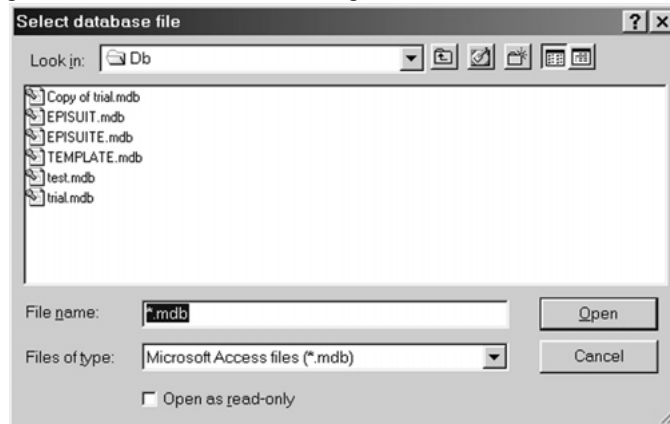 Select database file
Look in: Db
Copy of trial.mdb
EPISUIT.mdb
EPISUITE.mdb
TEMPLATE.mdb
test.mdb
trial.mdb
File name: *.mdb Open
Files of type: Microsoft Access files (*.mdb) Cancel
Open as read-only